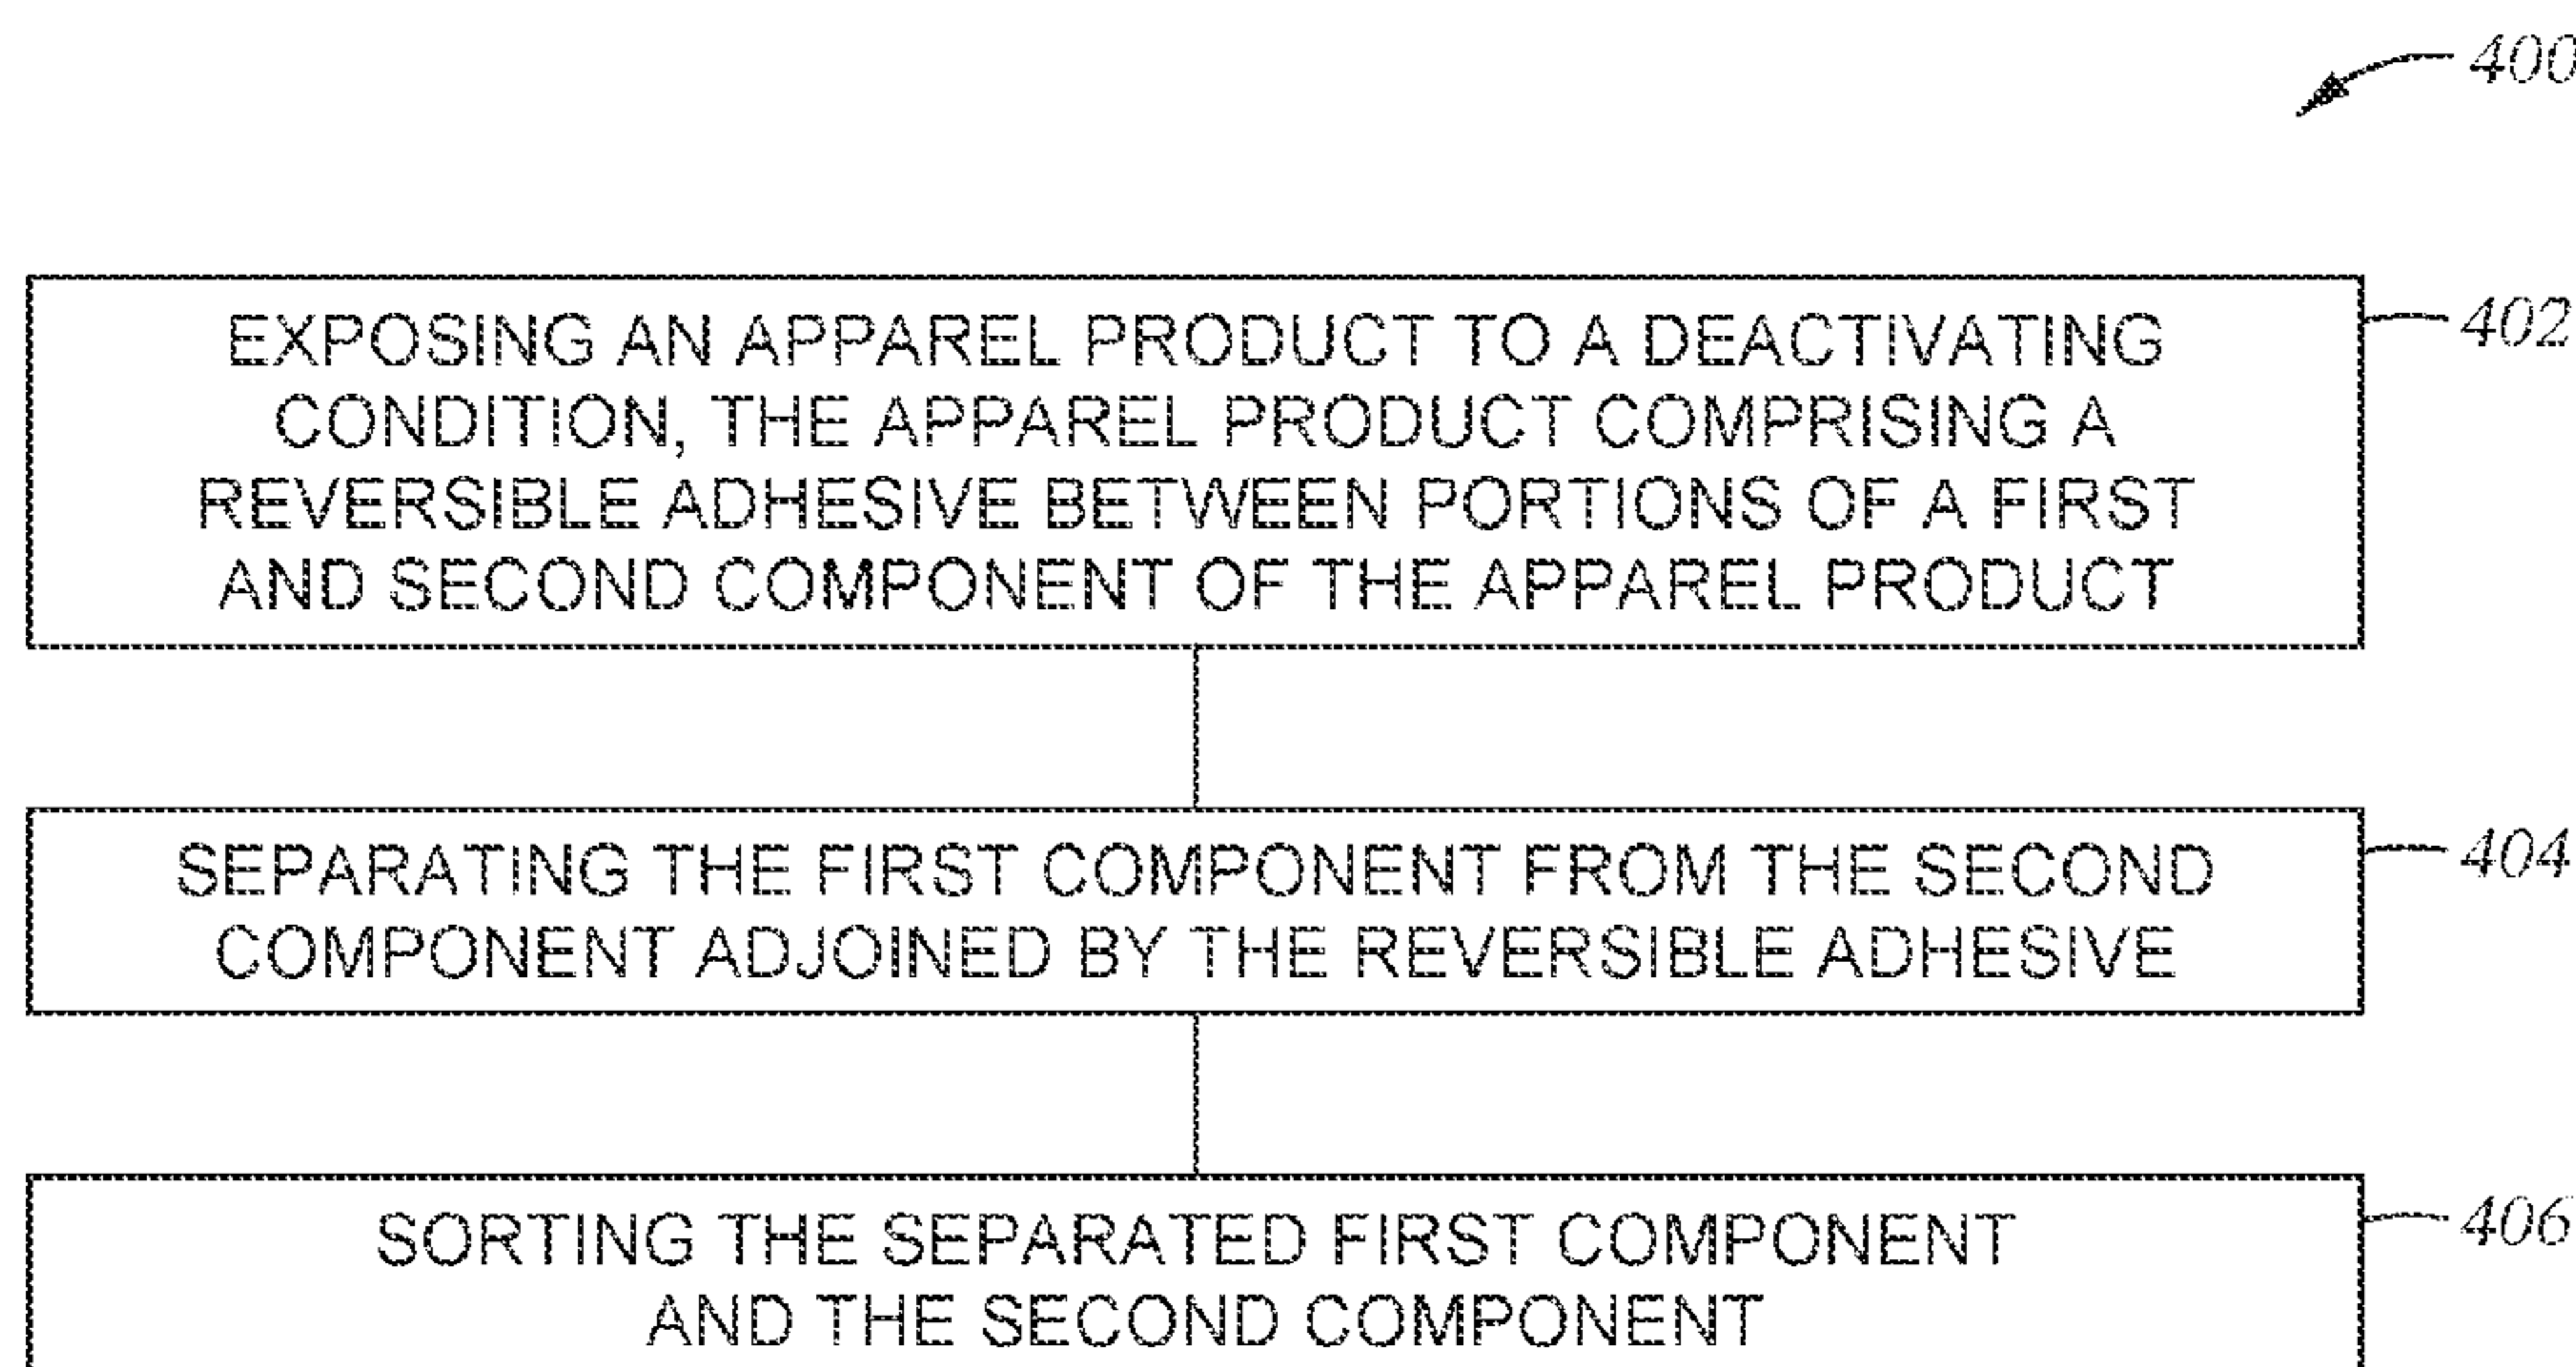 400
EXPOSING AN APPAREL PRODUCT TO A DEACTIVATING
402
CONDITION, THE APPAREL PRODUCT COMPRISING A
REVERSIBLE ADHESIVE BETWEEN PORTIONS OF A FIRST
AND SECOND COMPONENT OF THE APPAREL PRODUCT
SEPARATING THE FIRST COMPONENT FROM THE SECOND
404
COMPONENT ADJOINED BY THE REVERSIBLE ADHESIVE
SORTING THE SEPARATED FIRST COMPONENT
406
AND THE SECOND COMPONENT